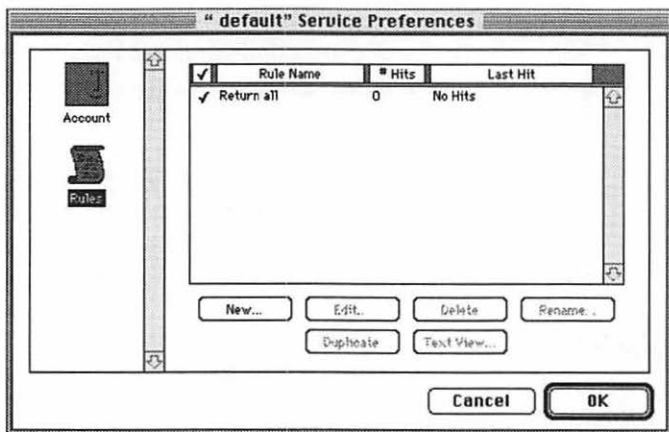 “ default” Service Preferences
✓ Rule Name # Hits Last Hit
✓ Return all 0 No Hits
Account
Rules
New... Edit.. Delete Rename. .
Duplicate Text View...
Cancel OK